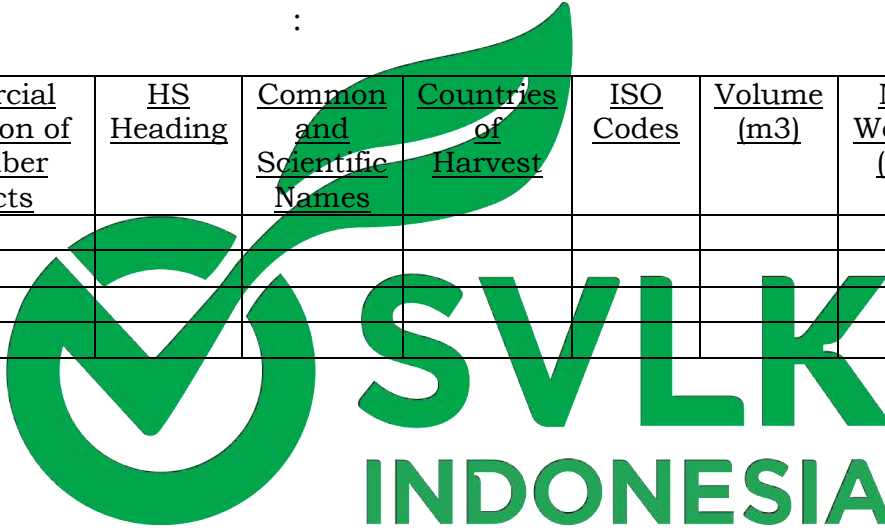 :
HS Heading
Common and Scientific Names
Countries of Harvest
ISO Codes
Volume (m3)
SVLK
INDONESIA